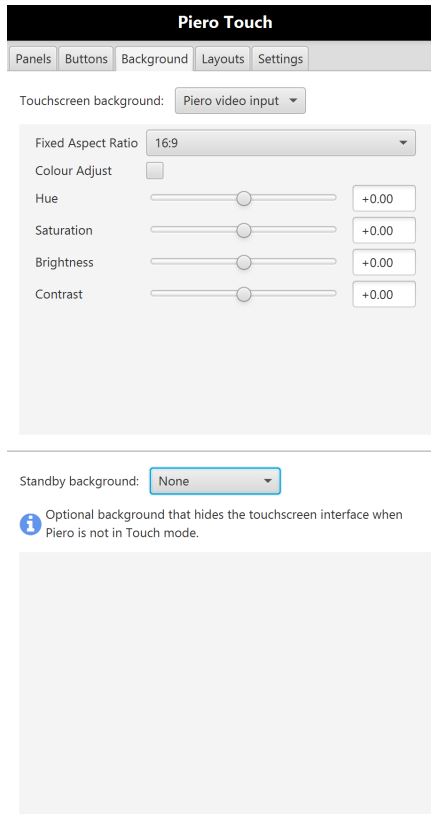 Piero Touch
Panels Buttons Background Layouts Settings
Touchscreen background: Piero video input
Fixed Aspect Ratio 16:9
Colour Adjust
Hue +0.00
Saturation +0.00
Brightness +0.00
Contrast +0.00
Standby background: None
Optional background that hides the touchscreen interface when
Piero is not in Touch mode.